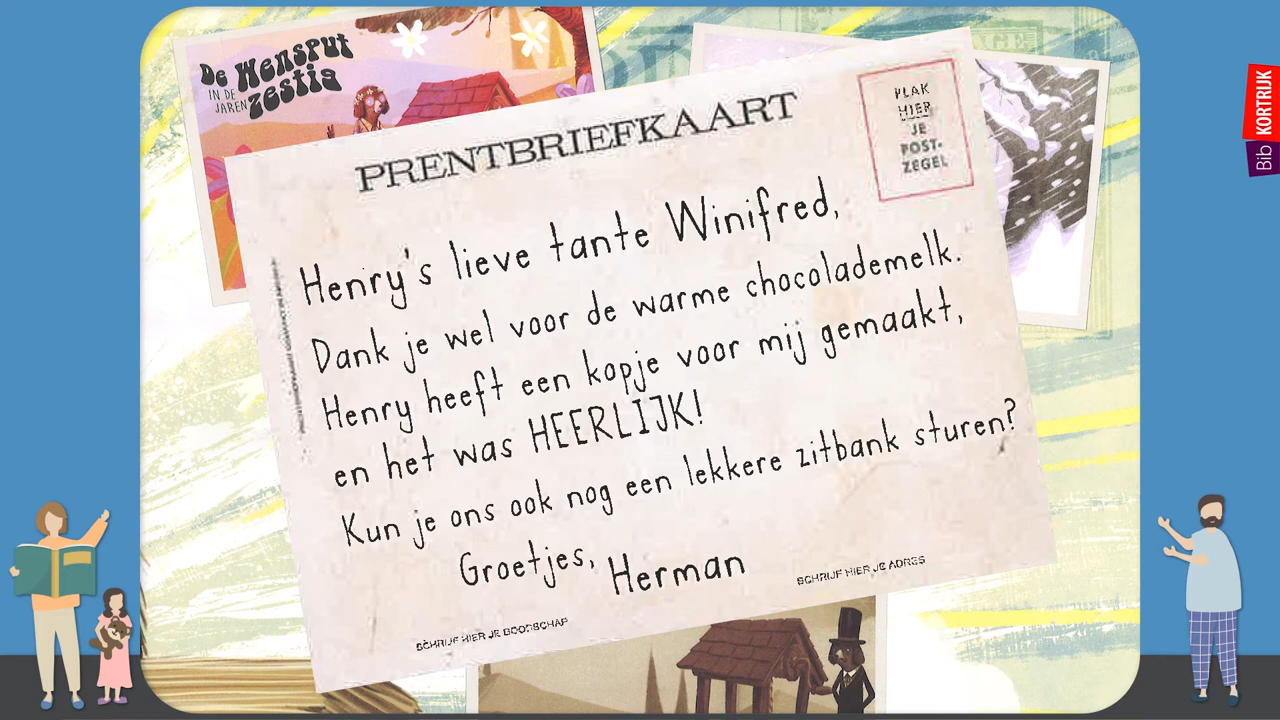 De Wensput
IN DE JAREN zestig
PRENTBRIEFKAART
PLAK
HIER
JE
POST-
ZEGEL
Henry's lieve tante Winifred,
Dank je wel voor de warme chocolademelk.
Henry heeft een kopje voor mij gemaakt,
en het was HEERLIJK!
Kun je ons ook nog een lekkere zitbank sturen?
Groetjes, Herman
SCHRIJF HIER JE ADRES
SCHRIJF HIER JE BOODSCHAP
Bib KORTRIJK